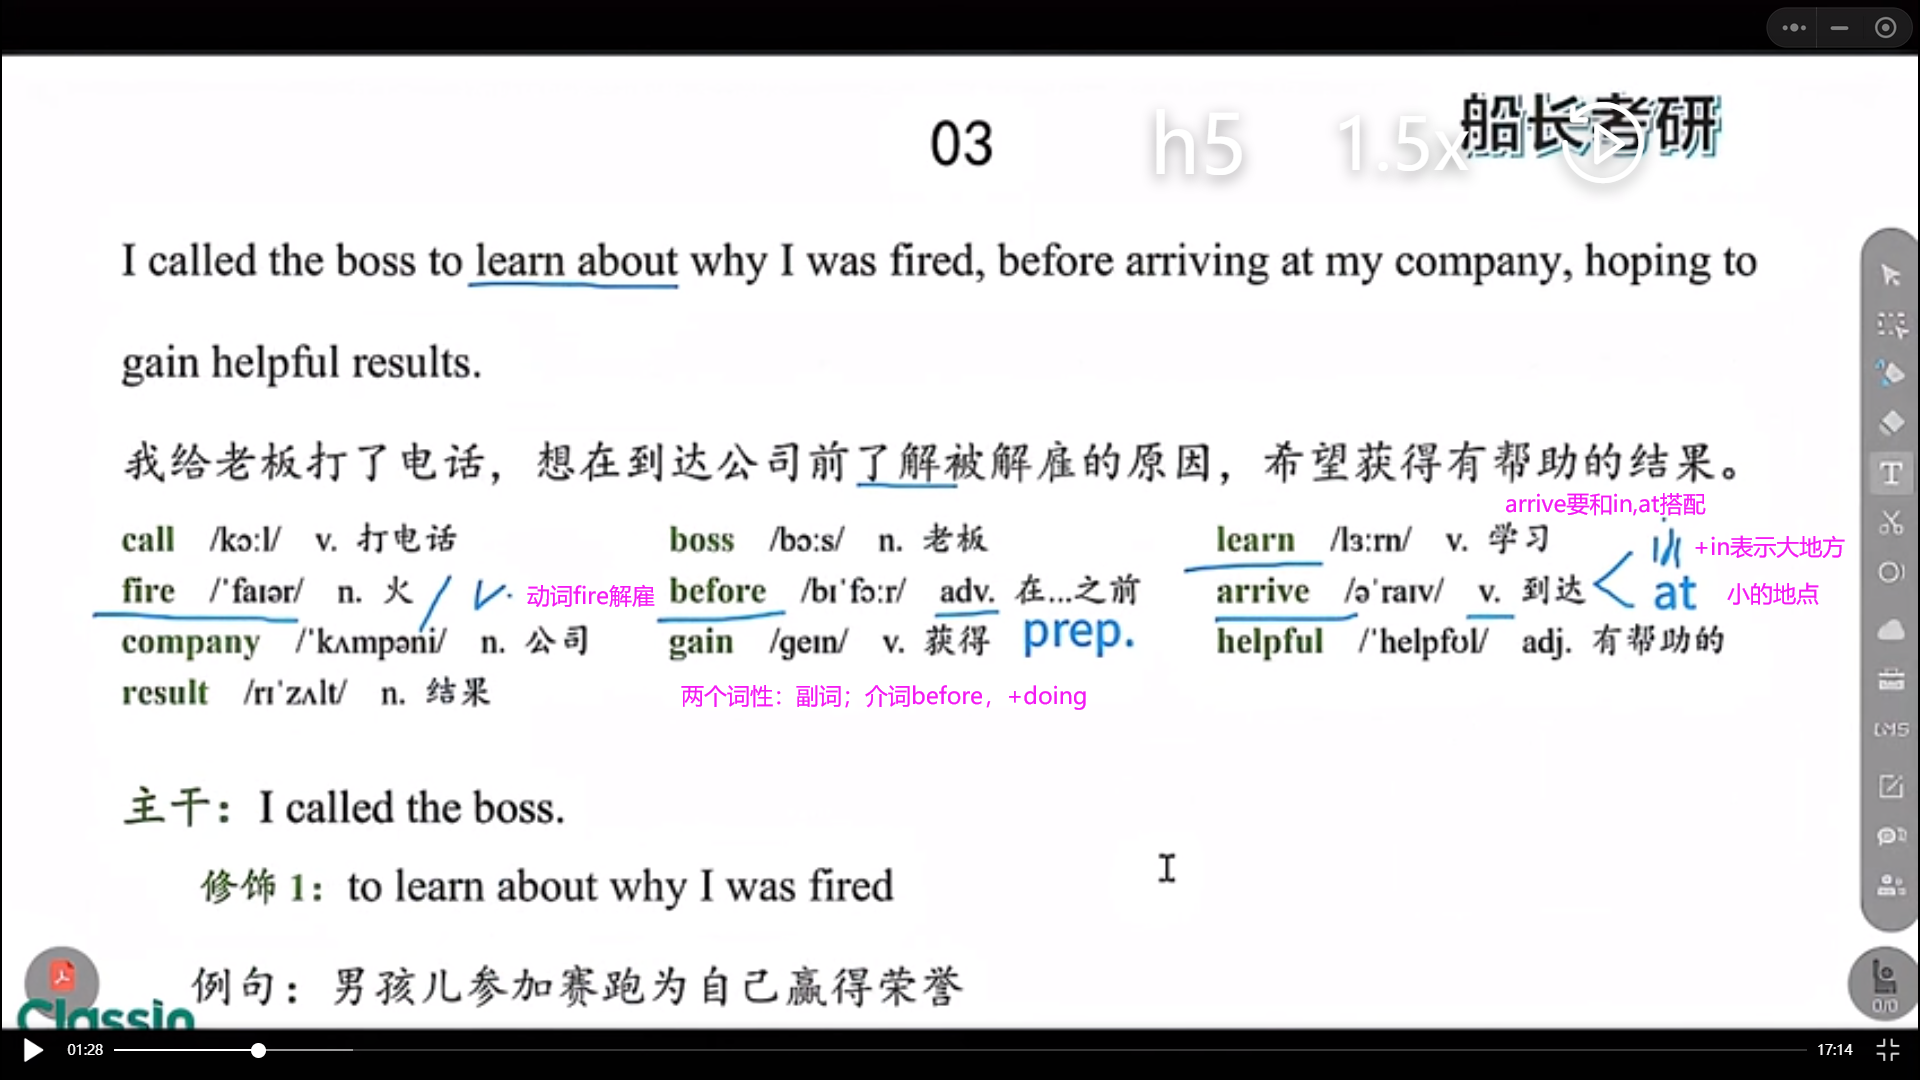 03
h5
1.5x
船长考研
I called the boss to learn about why I was fired, before arriving at my company, hoping to
gain helpful results.
我给老板打了电话，想在到达公司前了解被解雇的原因，希望获得有帮助的结果。
arrive要和in,at搭配
call /kɔːl/ v. 打电话
boss /bɔːs/ n. 老板
learn /lɜːrn/ v. 学习
in
+in表示大地方
fire /ˈfaɪər/ n. 火 / v.
动词fire解雇
before /bɪˈfɔːr/ adv. 在...之前
arrive /əˈraɪv/ v. 到达
at
小的地点
company /ˈkʌmpəni/ n. 公司
gain /ɡeɪn/ v. 获得
prep.
helpful /ˈhelpfʊl/ adj. 有帮助的
result /rɪˈzʌlt/ n. 结果
两个词性：副词；介词before，+doing
主干：I called the boss.
修饰 1：to learn about why I was fired
例句：男孩儿参加赛跑为自己赢得荣誉
Classin
T
LMS
0/0
01:28
17:14